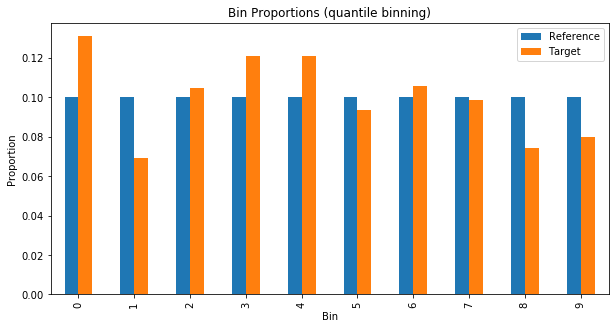 Bin Proportions (quantile binning)
Reference
Target
Proportion
0.12
0.10
0.08
0.06
0.04
0.02
0.00
0 1 2 3 4 5 6 7 8 9
Bin